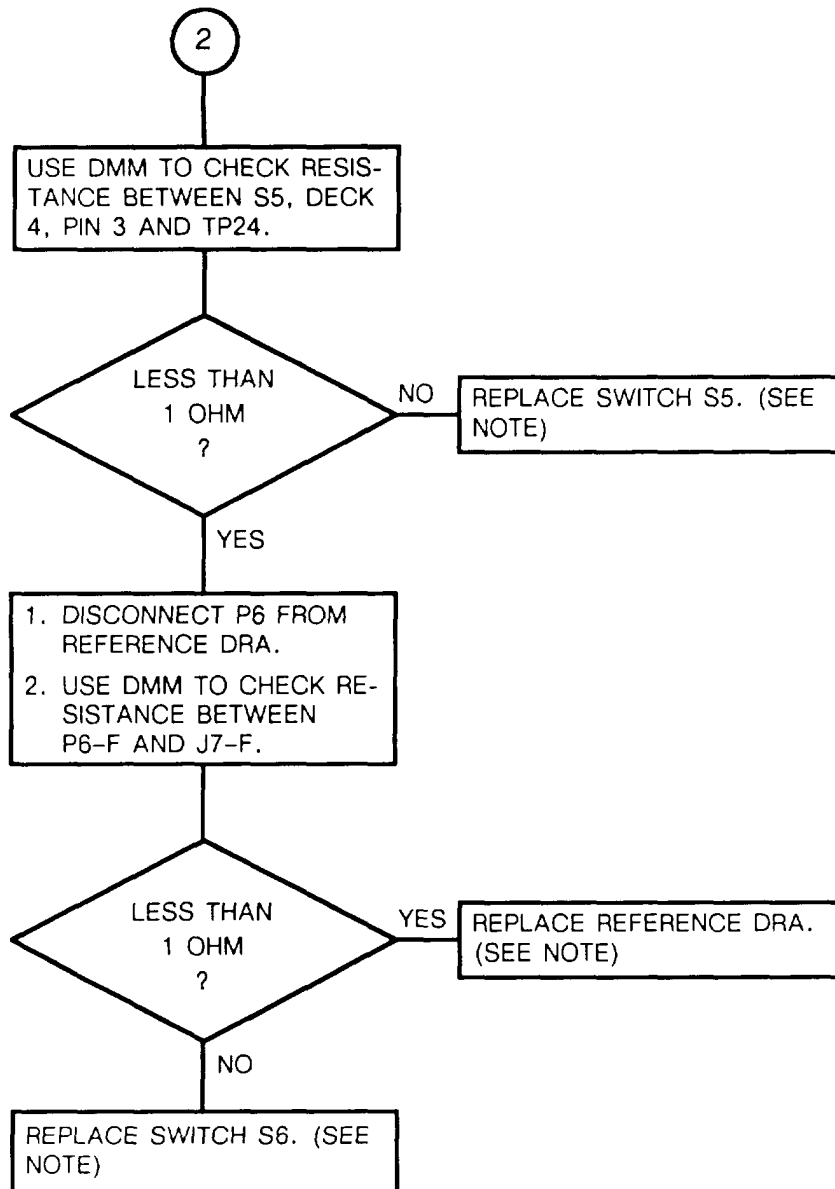 2
USE DMM TO CHECK RESIS-
TANCE BETWEEN S5, DECK
4, PIN 3 AND TP24.
LESS THAN
1 OHM
?
NO
REPLACE SWITCH S5. (SEE
NOTE)
YES
1. DISCONNECT P6 FROM
REFERENCE DRA.
2. USE DMM TO CHECK RE-
SISTANCE BETWEEN
P6-F AND J7-F.
LESS THAN
1 OHM
?
YES
REPLACE REFERENCE DRA.
(SEE NOTE)
NO
REPLACE SWITCH S6. (SEE
NOTE)